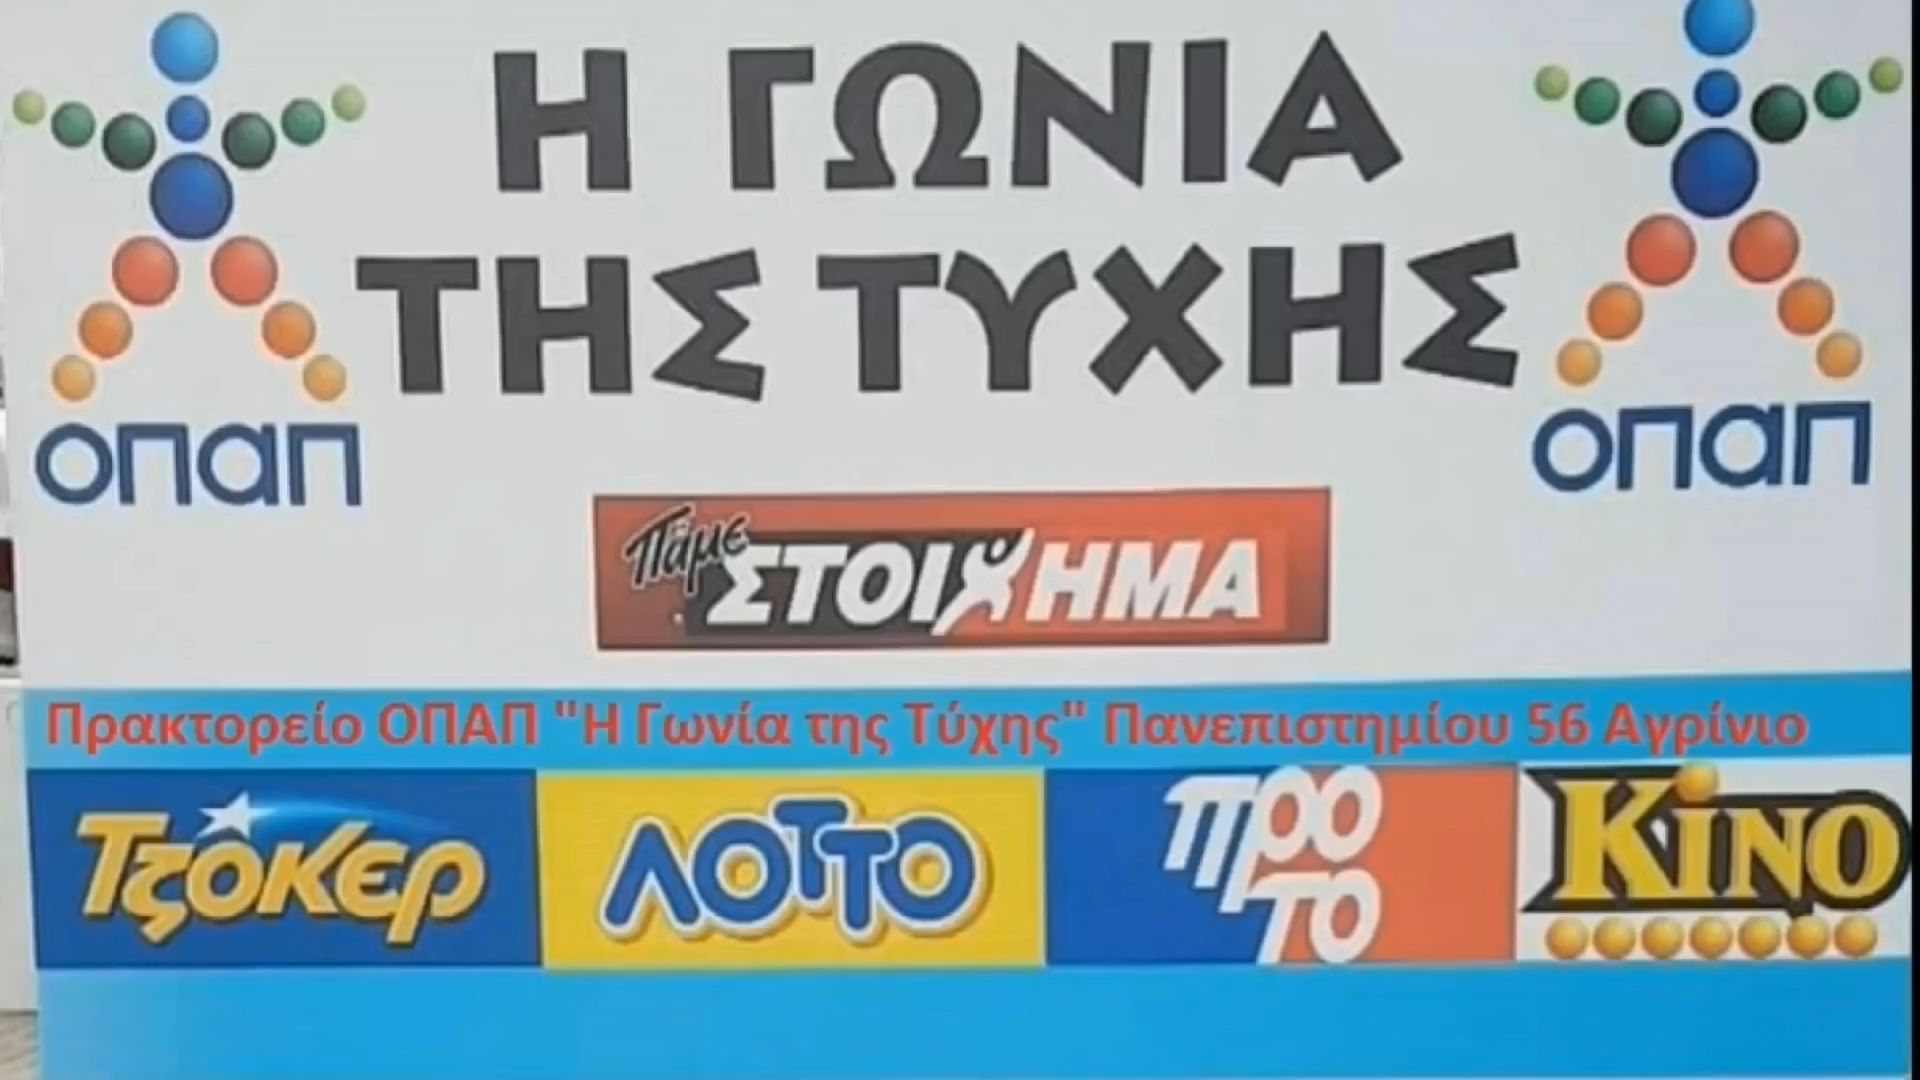 Η ΓΩΝΙΑ
ΤΗΣ ΤΥΧΗΣ
οπαπ
οπαπ
Πάμε ΣΤΟΙΧΗΜΑ
Πρακτορείο ΟΠΑΠ "Η Γωνία της Τύχης" Πανεπιστημίου 56 Αγρίνιο
Τζόκερ
ΛΟΤΤΟ
προ
το
ΚΙΝΟ